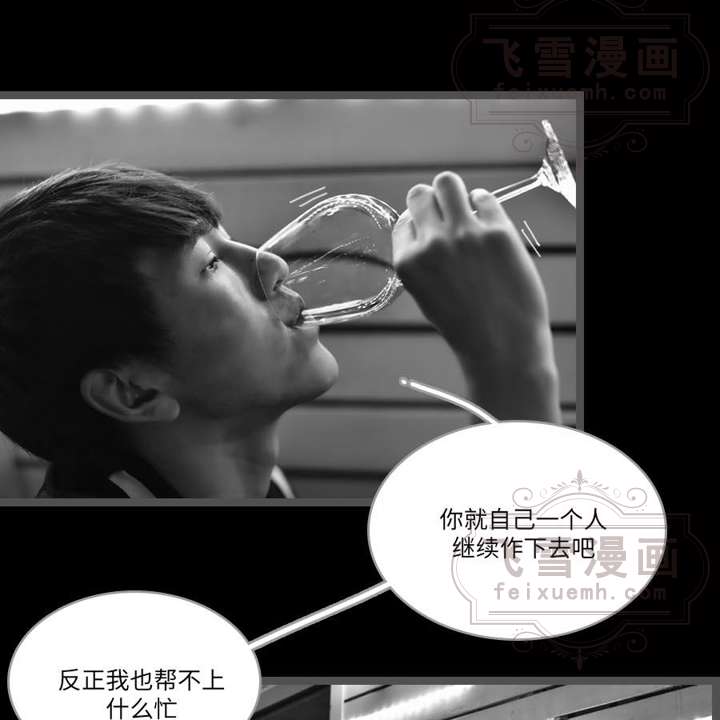 飞雪漫画
feixuemh.com
你就自己一个人
继续作下去吧
飞雪漫画
feixuemh.com
反正我也帮不上
什么忙